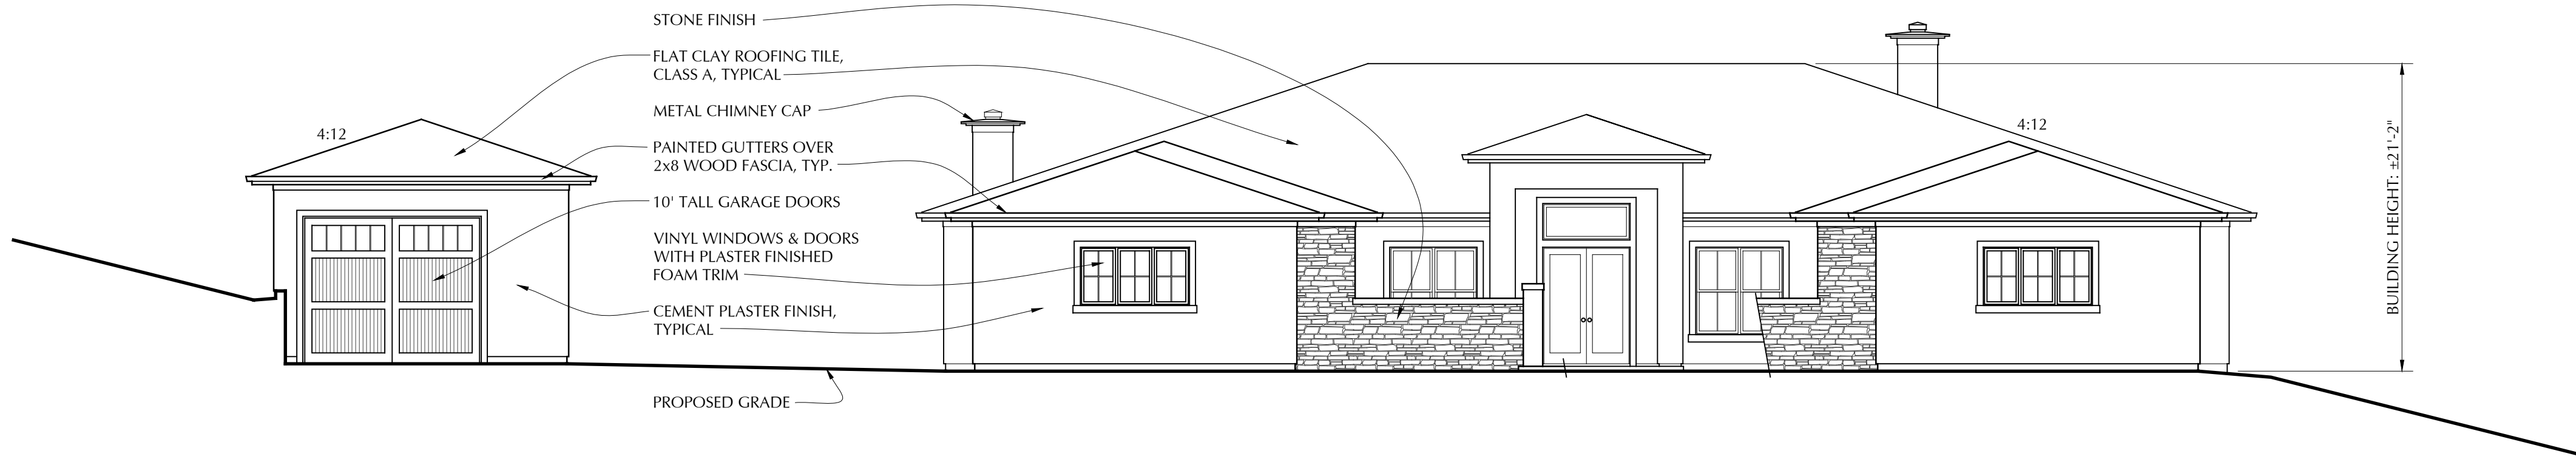 STONE FINISH
FLAT CLAY ROOFING TILE,
CLASS A, TYPICAL
METAL CHIMNEY CAP
4:12
4:12
PAINTED GUTTERS OVER
2x8 WOOD FASCIA, TYP.
10' TALL GARAGE DOORS
VINYL WINDOWS & DOORS
WITH PLASTER FINISHED
FOAM TRIM
CEMENT PLASTER FINISH,
TYPICAL
PROPOSED GRADE
BUILDING HEIGHT: ±21'-2"